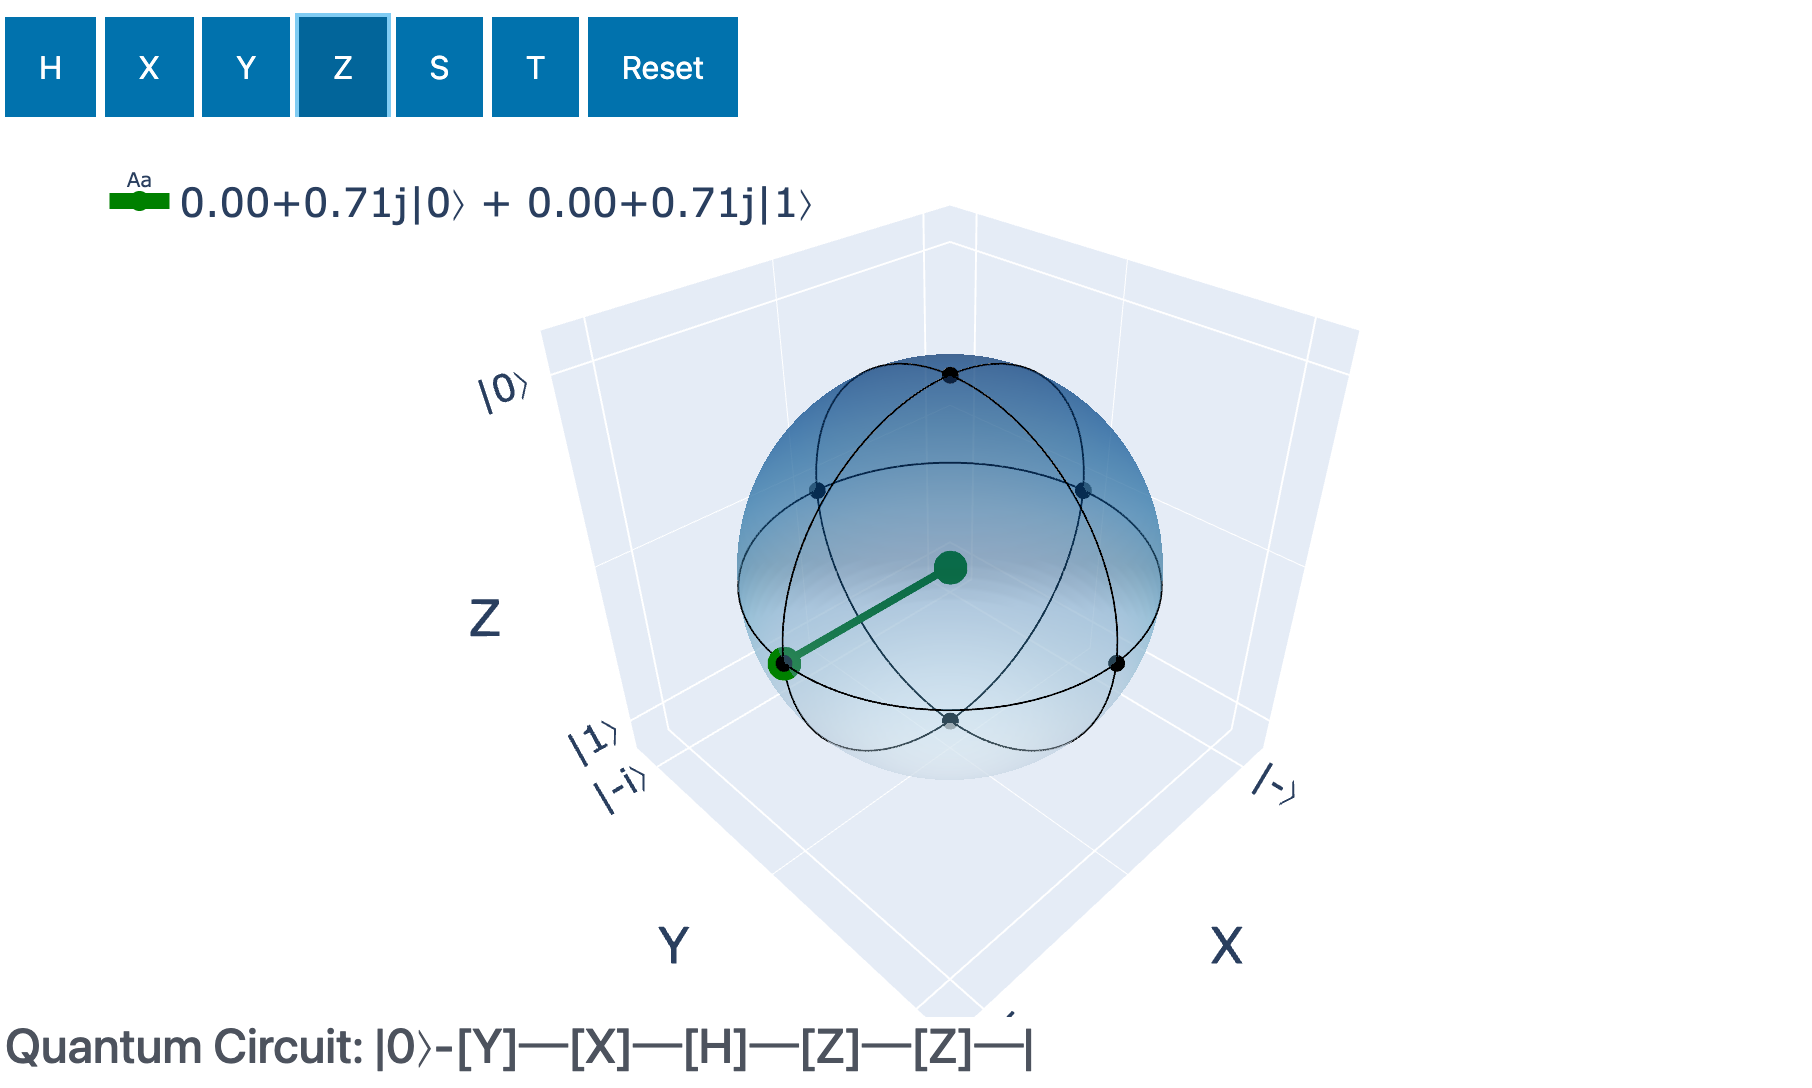 H X Y Z S T Reset
Aa
0.00+0.71j|0⟩ + 0.00+0.71j|1⟩
|0⟩
Z
|1⟩
|-i⟩
|-⟩
Y
X
Quantum Circuit: |0⟩-[Y]──[X]──[H]──[Z]──[Z]──|